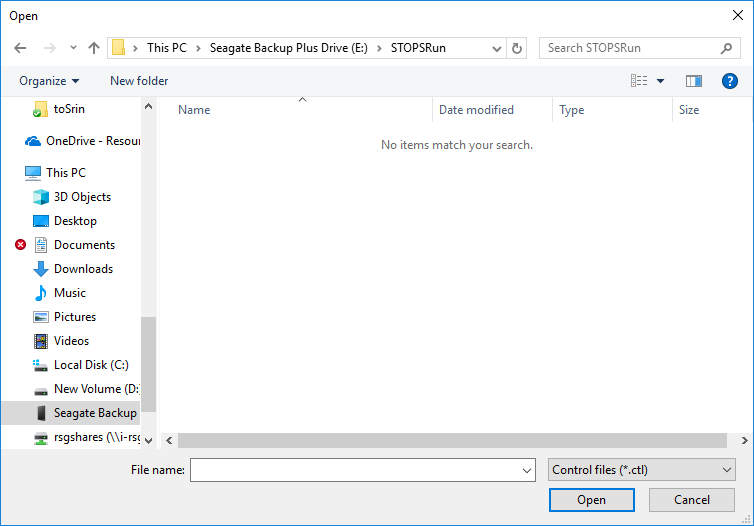 Open
This PC > Seagate Backup Plus Drive (E:) > STOPSRun
Search STOPSRun
Organize
New folder
?
toSrin
OneDrive - Resour
This PC
3D Objects
Desktop
Documents
Downloads
Music
Pictures
Videos
Local Disk (C:)
New Volume (D:
Seagate Backup
rsgshares (\\i-rsg
Name
Date modified
Type
Size
No items match your search.
File name:
Control files (*.ctl)
Open
Cancel